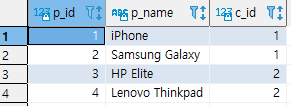 p_id p_name c_id
1 1 iPhone 1
2 2 Samsung Galaxy 1
3 3 HP Elite 2
4 4 Lenovo Thinkpad 2